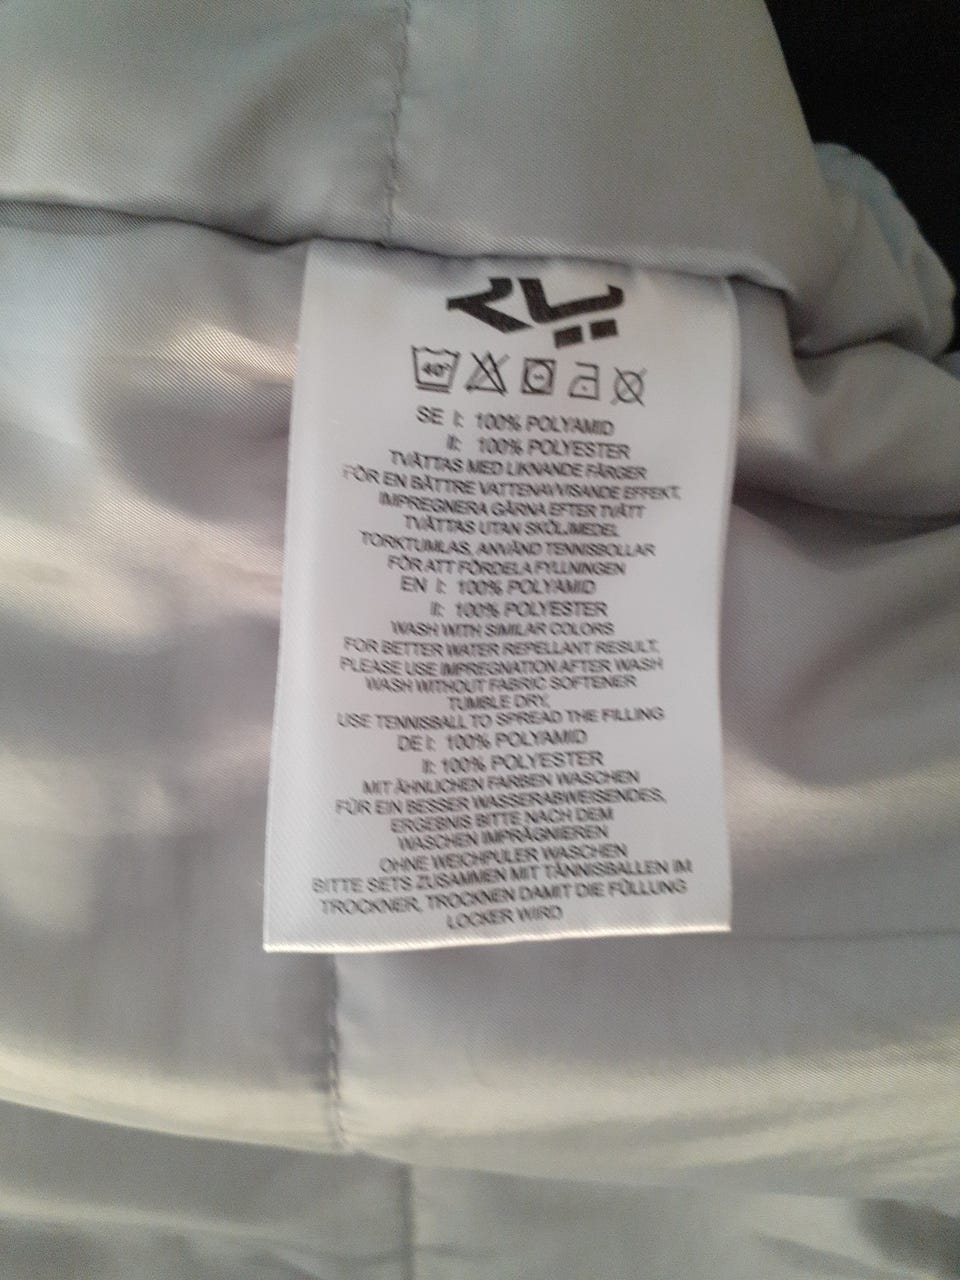 40°
SE I: 100% POLYAMID
II: 100% POLYESTER
TVÄTTAS MED LIKNANDE FÄRGER
FÖR EN BÄTTRE VATTENAVVISANDE EFFEKT,
IMPREGNERA GÄRNA EFTER TVÄTT
TVÄTTAS UTAN SKÖLJMEDEL
TORKTUMLAS, ANVÄND TENNISBOLLAR
FÖR ATT FÖRDELA FYLLNINGEN
EN I: 100% POLYAMID
II: 100% POLYESTER
WASH WITH SIMILAR COLORS
FOR BETTER WATER REPELLANT RESULT,
PLEASE USE IMPREGNATION AFTER WASH
WASH WITHOUT FABRIC SOFTENER
TUMBLE DRY,
USE TENNISBALL TO SPREAD THE FILLING
DE I: 100% POLYAMID
II: 100% POLYESTER
MIT ÄHNLICHEN FARBEN WASCHEN
FÜR EIN BESSER WASSERABWEISENDES,
ERGEBNIS BITTE NACH DEM
WASCHEN IMPRÄGNIEREN
OHNE WEICHPULER WASCHEN
BITTE SETS ZUSAMMEN MIT TÄNNISBÄLLEN IM
TROCKNER, TROCKNEN DAMIT DIE FÜLLUNG
LOCKER WIRD